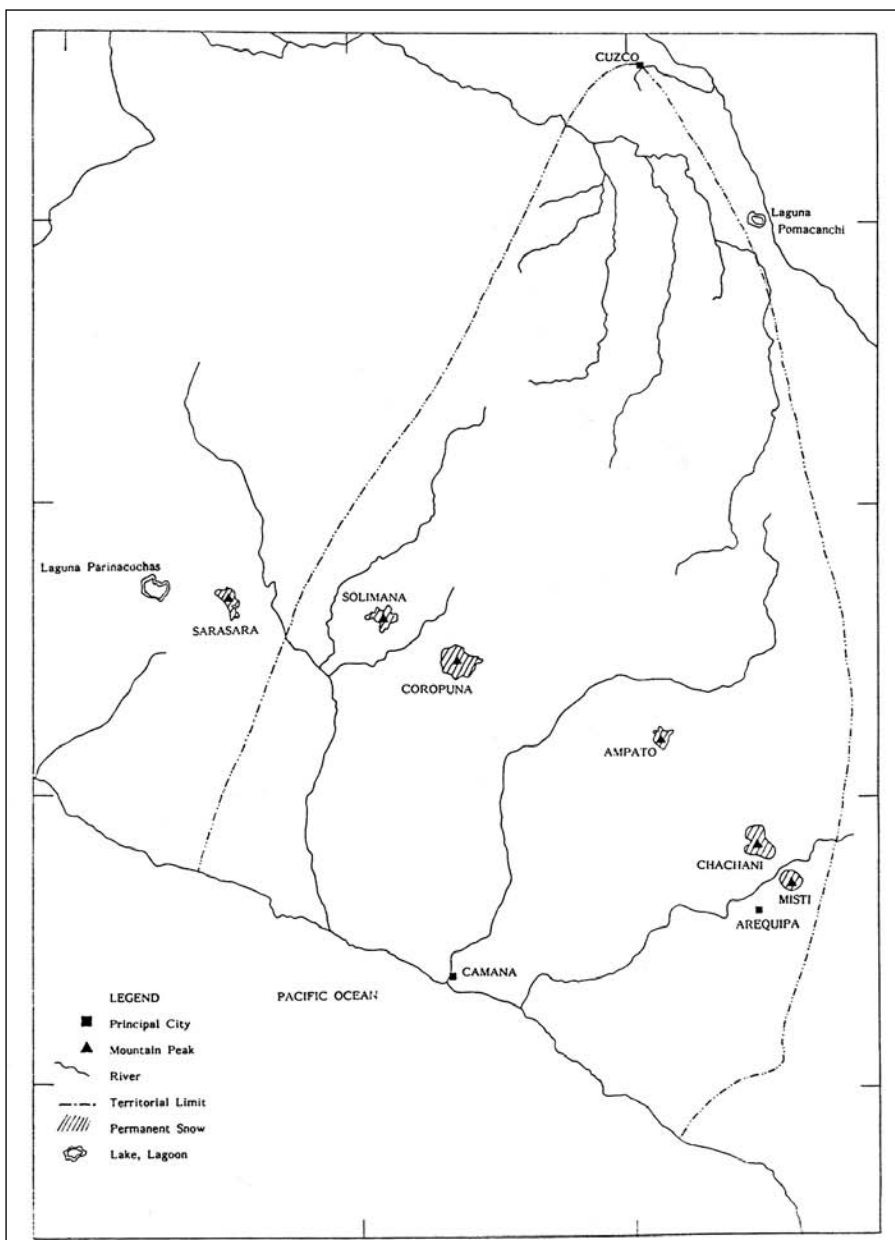 CUZCO
Laguna
Pomacanchi
Laguna Parinacochas
SARASARA
SOLIMANA
COROPUNA
AMPATO
CHACHANI
MISTI
AREQUIPA
CAMANA
PACIFIC OCEAN
LEGEND
Principal City
Mountain Peak
River
Territorial Limit
Permanent Snow
Lake, Lagoon